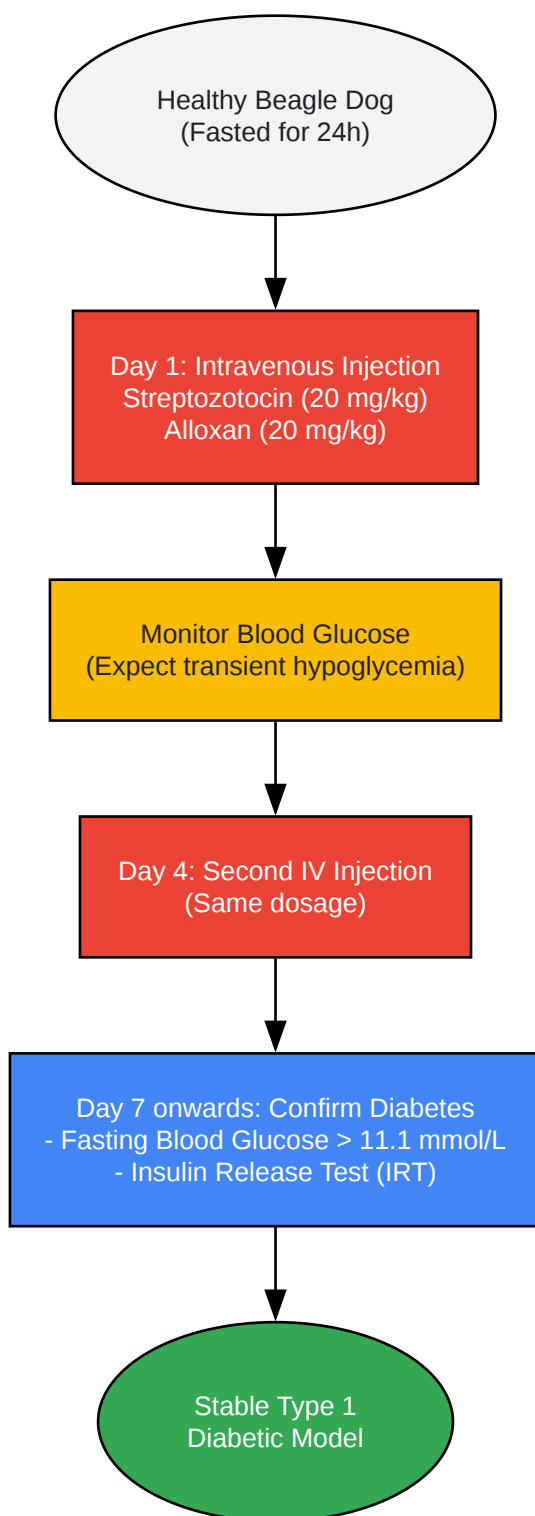 Healthy Beagle Dog
(Fasted for 24h)
Day 1: Intravenous Injection
Streptozotocin (20 mg/kg)
Alloxan (20 mg/kg)
Monitor Blood Glucose
(Expect transient hypoglycemia)
Day 4: Second IV Injection
(Same dosage)
Day 7 onwards: Confirm Diabetes
- Fasting Blood Glucose > 11.1 mmol/L
- Insulin Release Test (IRT)
Stable Type 1
Diabetic Model